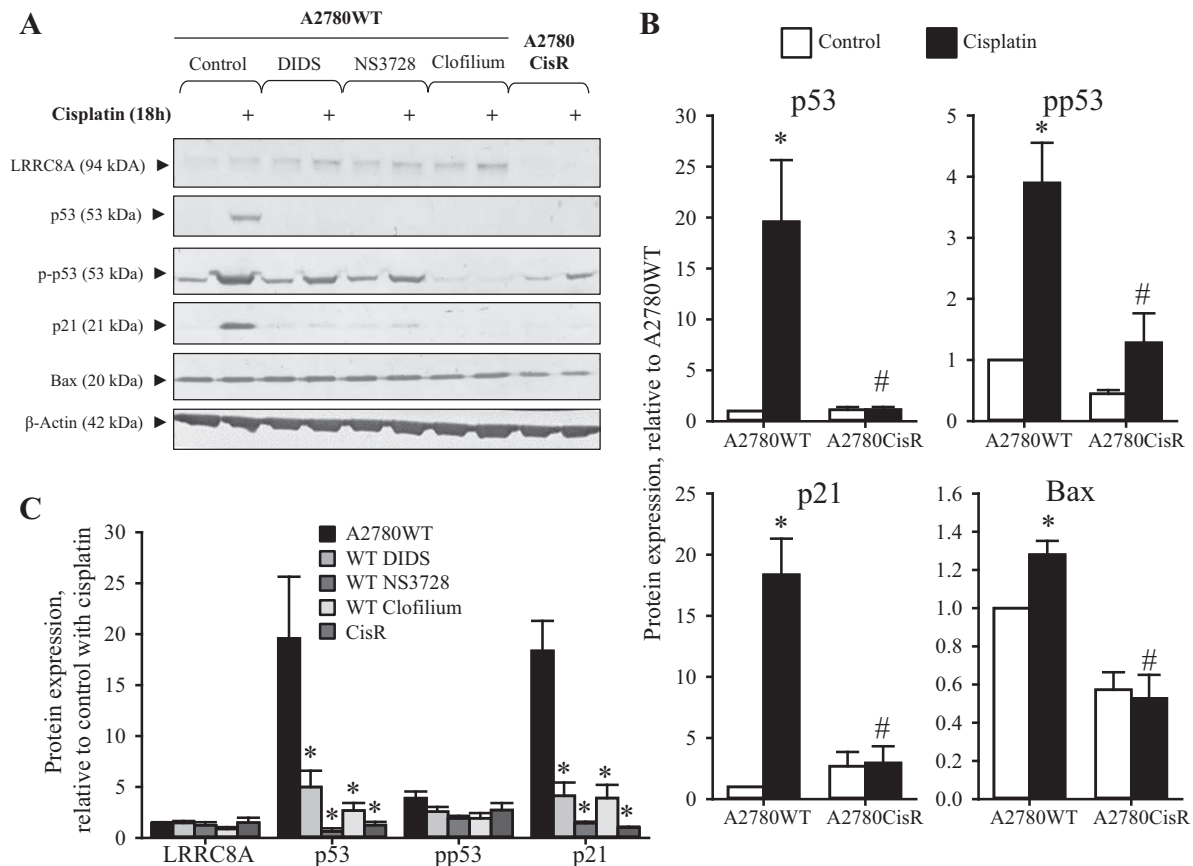 A
A2780WT
A2780
CisR
Control DIDS NS3728 Clofilium
Cisplatin (18h) + + + + +
LRRC8A (94 kDA)
p53 (53 kDa)
p-p53 (53 kDa)
p21 (21 kDa)
Bax (20 kDa)
β-Actin (42 kDa)
B
Control Cisplatin
Protein expression, relative to A2780WT
p53
30
25
20
15
10
5
0
*
#
A2780WT A2780CisR
pp53
5
4
3
2
1
0
*
#
A2780WT A2780CisR
p21
25
20
15
10
5
0
*
#
A2780WT A2780CisR
Bax
1.6
1.4
1.2
1.0
0.8
0.6
0.4
0.2
0
*
#
A2780WT A2780CisR
C
Protein expression,
relative to control with cisplatin
30
25
20
15
10
5
0
A2780WT
WT DIDS
WT NS3728
WT Clofilium
CisR
* * * *
* * * *
LRRC8A p53 pp53 p21